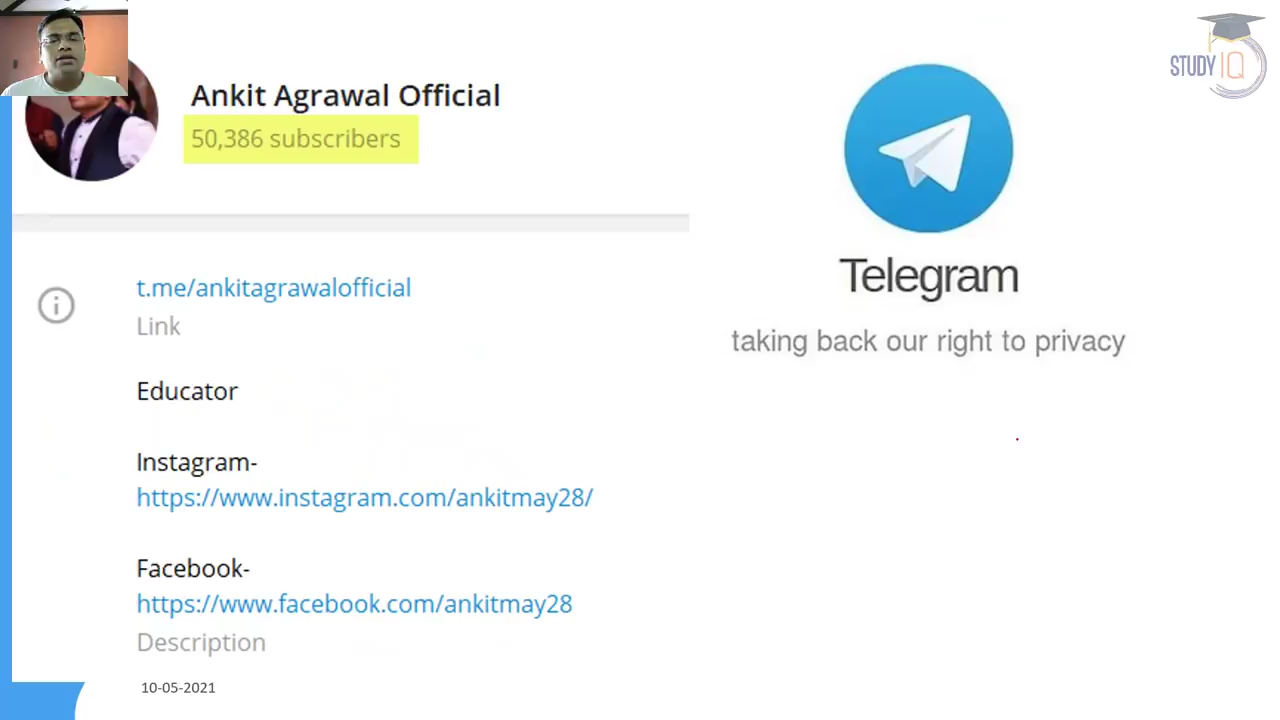 STUDY IQ
Ankit Agrawal Official
50,386 subscribers
t.me/ankitagrawalofficial
Link
Educator
Instagram-
https://www.instagram.com/ankitmay28/
Facebook-
https://www.facebook.com/ankitmay28
Description
10-05-2021
Telegram
taking back our right to privacy